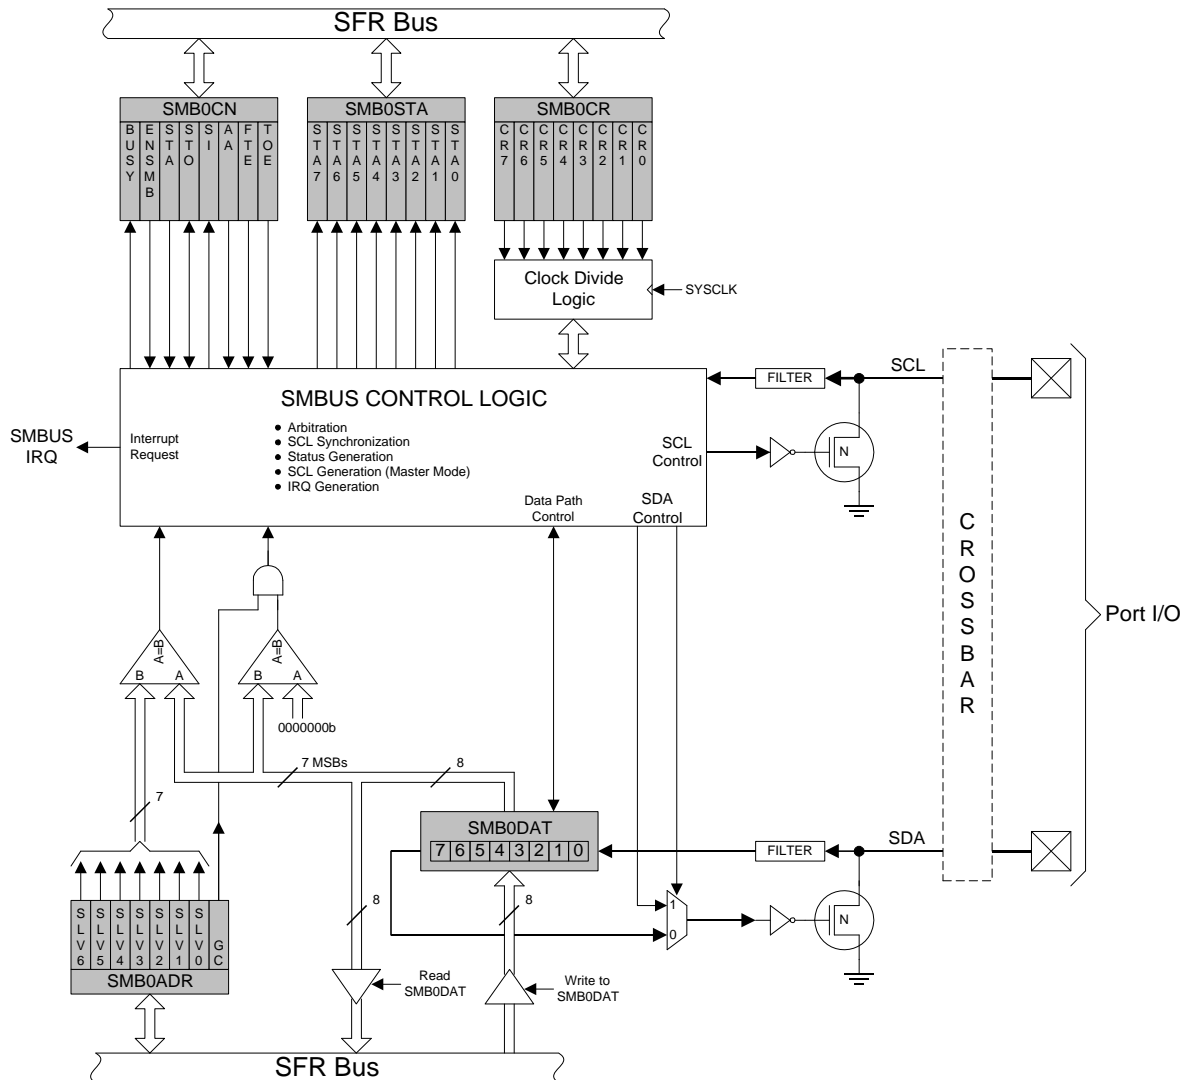 SFR Bus
SMB0CN
BUSY
ENSMB
STA
STO
SI
AA
FTE
TOE
SMB0STA
STA7
STA6
STA5
STA4
STA3
STA2
STA1
STA0
SMB0CR
CR7
CR6
CR5
CR4
CR3
CR2
CR1
CR0
Clock Divide
Logic
SYSCLK
SMBUS CONTROL LOGIC
Arbitration
SCL Synchronization
Status Generation
SCL Generation (Master Mode)
IRQ Generation
Interrupt
Request
SMBUS
IRQ
SCL
Control
Data Path
Control
SDA
Control
FILTER
SCL
N
CROSSBAR
Port I/O
A=B
B
A
A=B
B
A
0000000b
7 MSBs
8
7
SMB0DAT
7 6 5 4 3 2 1 0
FILTER
SDA
1
0
N
8
8
SLV6
SLV5
SLV4
SLV3
SLV2
SLV1
SLV0
GC
SMB0ADR
Read
SMB0DAT
Write to
SMB0DAT
SFR Bus